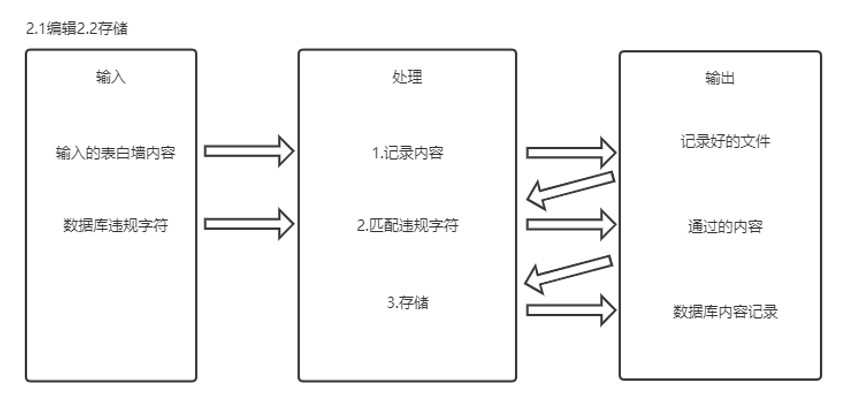 2.1编辑2.2存储
输入
处理
输出
输入的表白墙内容
1.记录内容
记录好的文件
数据库违规字符
2.匹配违规字符
通过的内容
3.存储
数据库内容记录